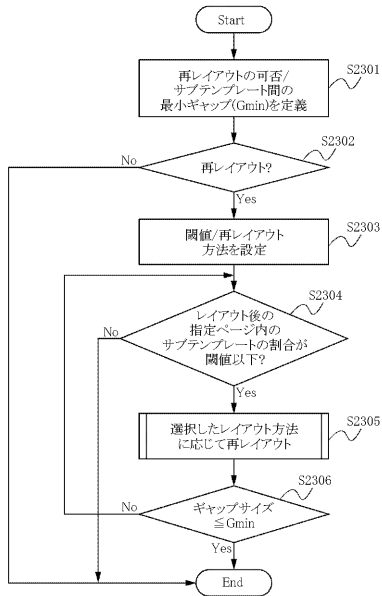 Start
再レイアウトの可否/
サブテンプレート間の
最小ギャップ(Gmin)を定義
S2301
S2302
No
再レイアウト?
Yes
閾値/再レイアウト
方法を設定
S2303
S2304
No
レイアウト後の
指定ページ内の
サブテンプレートの割合が
閾値以下?
Yes
選択したレイアウト方法
に応じて再レイアウト
S2305
S2306
No
ギャップサイズ
≦Gmin
Yes
End